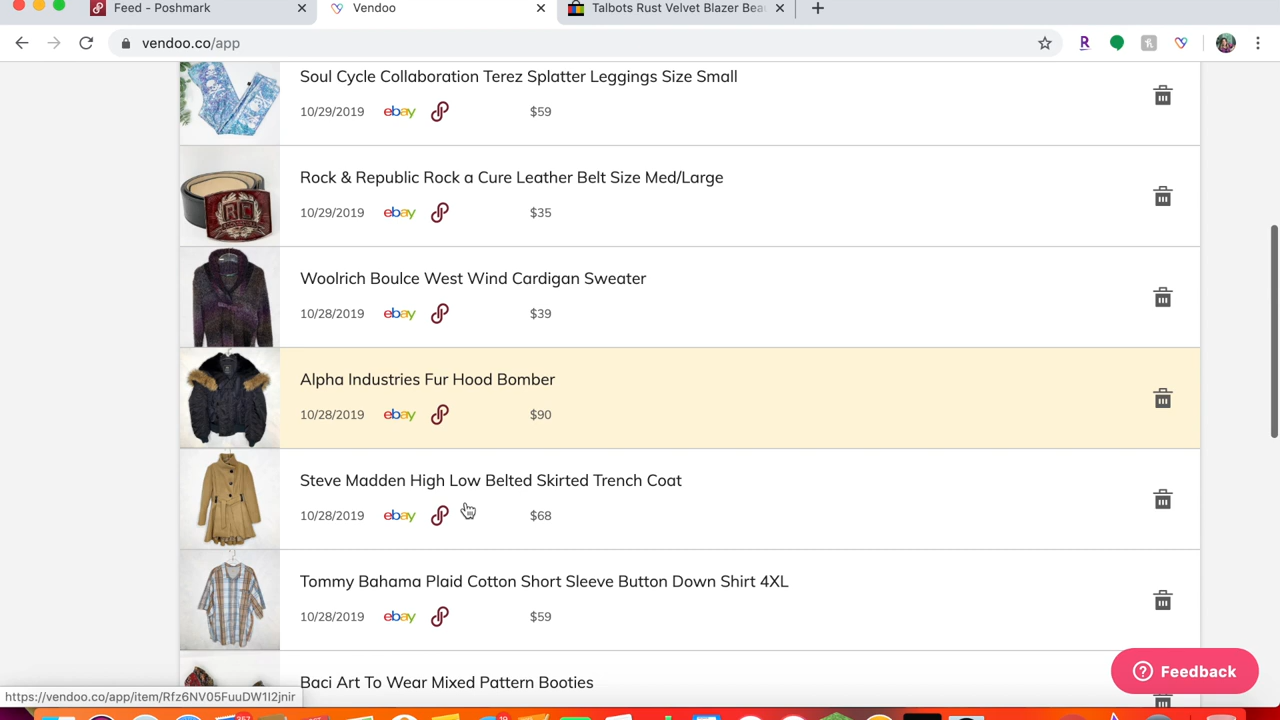 Feed - Poshmark
Vendoo
Talbots Rust Velvet Blazer Beau
vendoo.co/app
R
Soul Cycle Collaboration Terez Splatter Leggings Size Small
10/29/2019 ebay $59
Rock & Republic Rock a Cure Leather Belt Size Med/Large
10/29/2019 ebay $35
Woolrich Boulce West Wind Cardigan Sweater
10/28/2019 ebay $39
Alpha Industries Fur Hood Bomber
10/28/2019 ebay $90
Steve Madden High Low Belted Skirted Trench Coat
10/28/2019 ebay $68
Tommy Bahama Plaid Cotton Short Sleeve Button Down Shirt 4XL
10/28/2019 ebay $59
Baci Art To Wear Mixed Pattern Booties
Feedback
https://vendoo.co/app/item/Rfz6NV05FuuDW1I2jnir